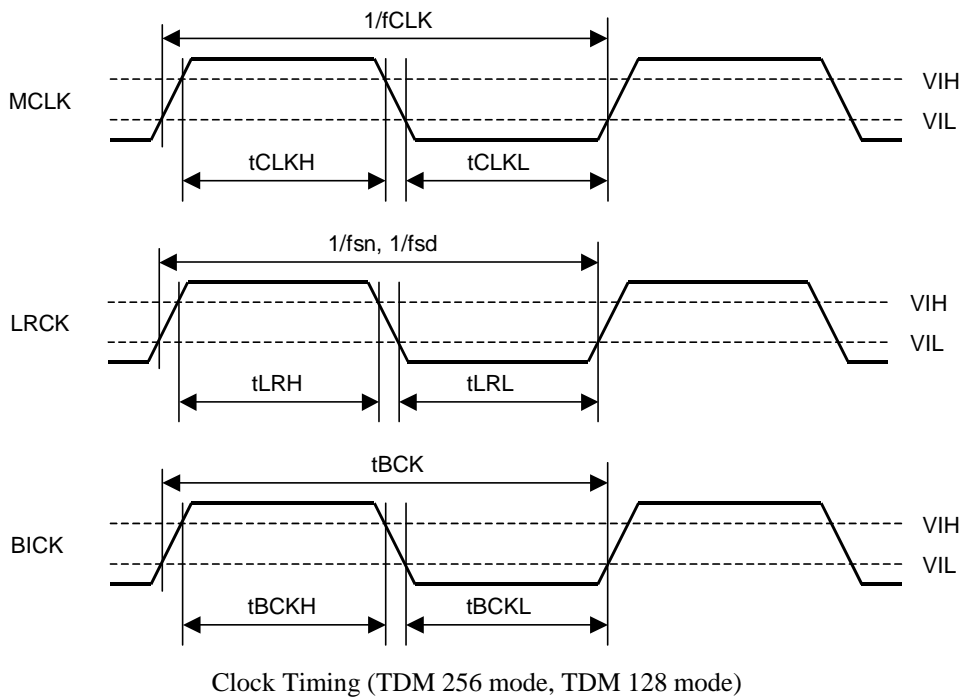 1/fCLK
VIH
MCLK
VIL
tCLKH
tCLKL
1/fsn, 1/fsd
VIH
LRCK
VIL
tLRH
tLRL
tBCK
VIH
BICK
VIL
tBCKH
tBCKL
Clock Timing (TDM 256 mode, TDM 128 mode)